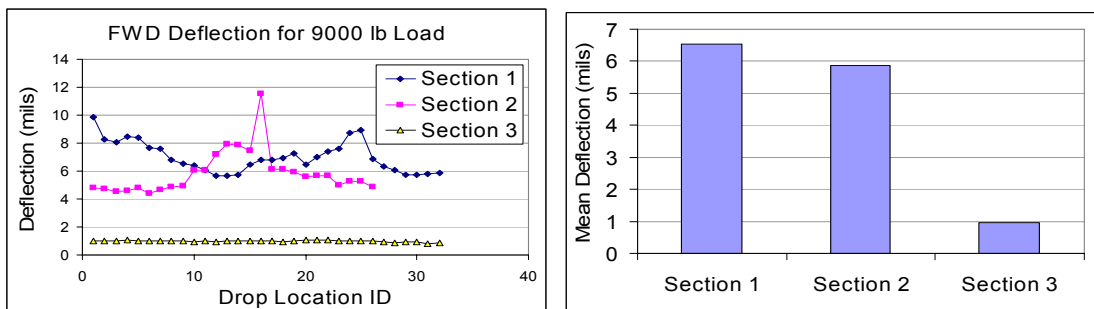 FWD Deflection for 9000 lb Load
Deflection (mils)
14
12
10
8
6
4
2
0
Section 1
Section 2
Section 3
0 10 20 30 40
Drop Location ID
Mean Deflection (mils)
7
6
5
4
3
2
1
0
Section 1 Section 2 Section 3